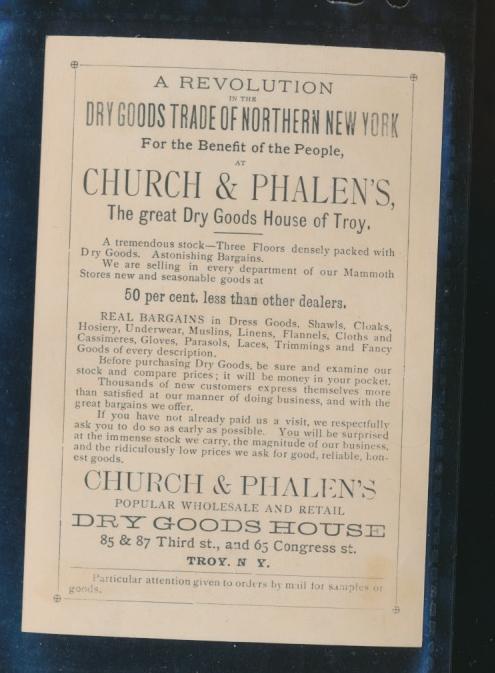 A REVOLUTION
IN THE
DRY GOODS TRADE OF NORTHERN NEW YORK
For the Benefit of the People,
AT
CHURCH & PHALEN'S,
The great Dry Goods House of Troy.
A tremendous stock—Three Floors densely packed with
Dry Goods. Astonishing Bargains.
We are selling in every department of our Mammoth
Stores new and seasonable goods at
50 per cent. less than other dealers.
REAL BARGAINS in Dress Goods, Shawls, Cloaks,
Hosiery, Underwear, Muslins, Linens, Flannels, Cloths and
Cassimeres, Gloves, Parasols, Laces, Trimmings and Fancy
Goods of every description.
Before purchasing Dry Goods, be sure and examine our
stock and compare prices; it will be money in your pocket.
Thousands of new customers express themselves more
than satisfied at our manner of doing business, and with the
great bargains we offer.
If you have not already paid us a visit, we respectfully
ask you to do so as early as possible. You will be surprised
at the immense stock we carry, the magnitude of our business,
and the ridiculously low prices we ask for good, reliable, hon-
est goods.
CHURCH & PHALEN'S
POPULAR WHOLESALE AND RETAIL
DRY GOODS HOUSE
85 & 87 Third st., and 65 Congress st.
TROY. N Y.
Particular attention given to orders by mail for samples or
goods.